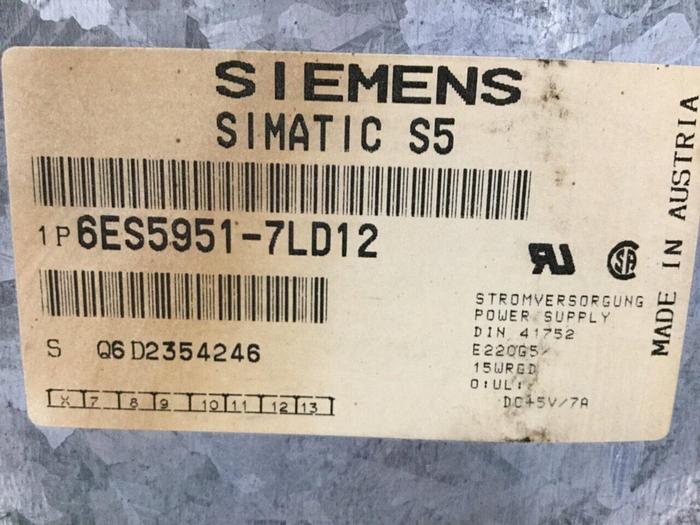 SIEMENS
SIMATIC S5
1P 6ES5951-7LD12
S Q6D2354246
X 7 8 9 10 11 12 13
STROMVERSORGUNG
POWER SUPPLY
DIN 41752
E220G5/
15WRGD
O:UL:
DC+5V/7A
MADE IN AUSTRIA